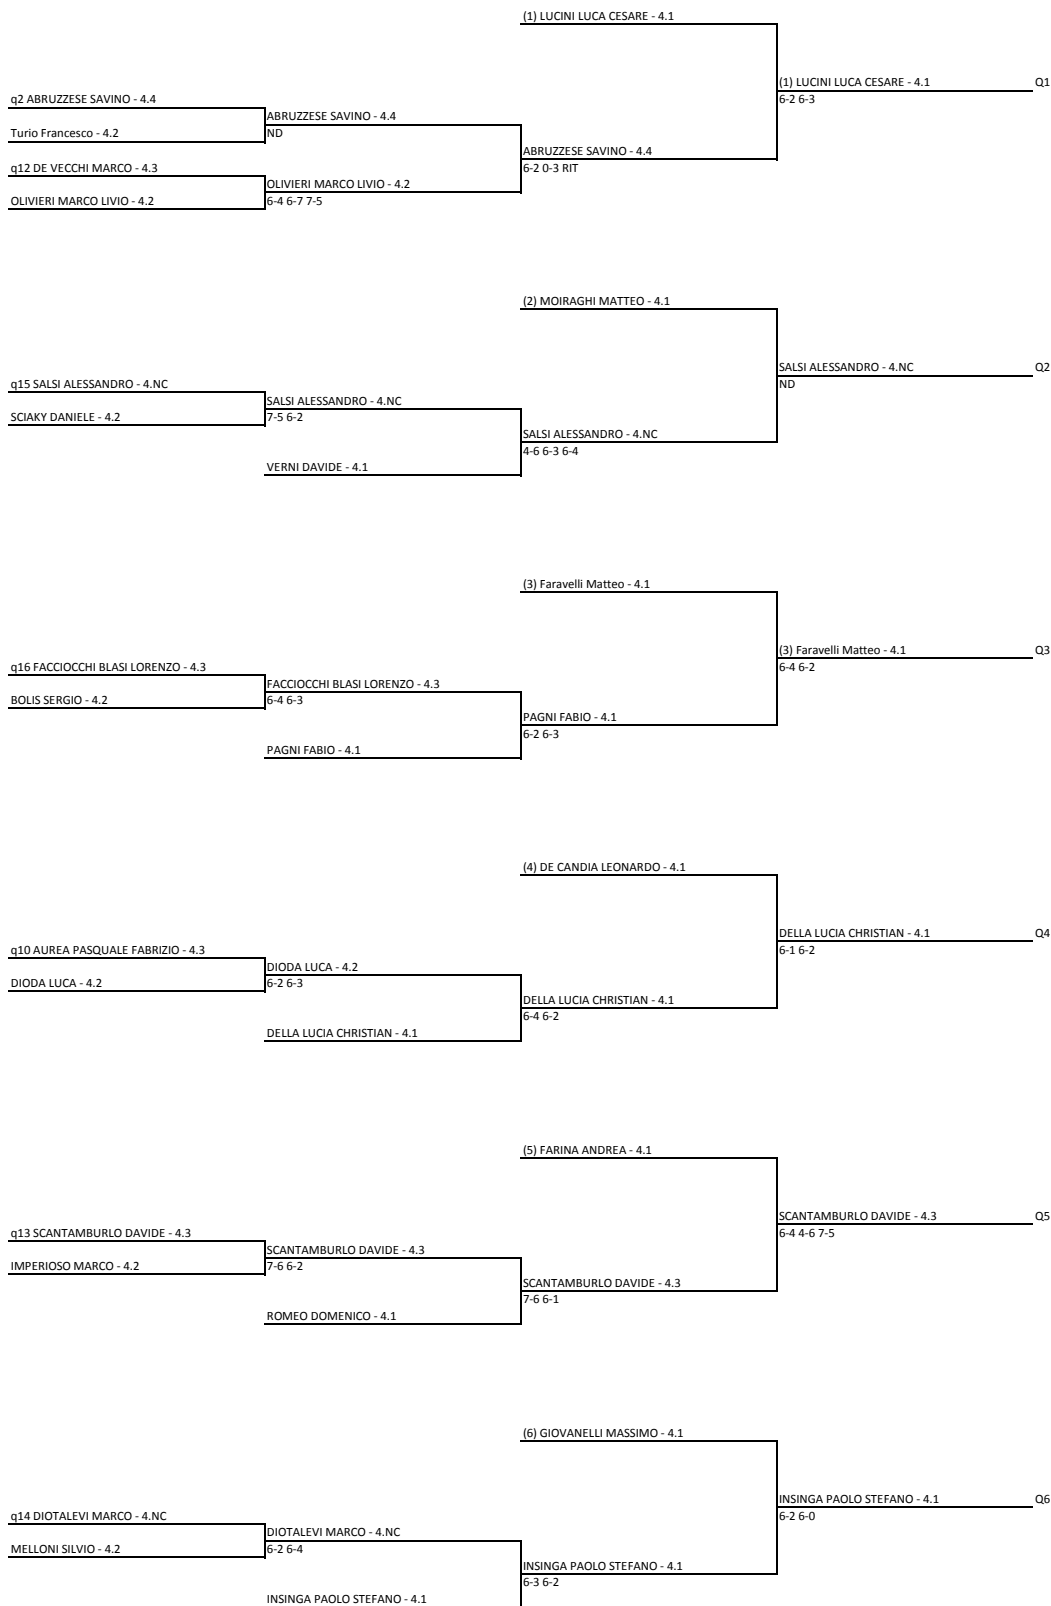 (1) LUCINI LUCA CESARE - 4.1
(1) LUCINI LUCA CESARE - 4.1 Q1
q2 ABRUZZESE SAVINO - 4.4
6-2 6-3
ABRUZZESE SAVINO - 4.4
Turio Francesco - 4.2
ND
ABRUZZESE SAVINO - 4.4
q12 DE VECCHI MARCO - 4.3
6-2 0-3 RIT
OLIVIERI MARCO LIVIO - 4.2
OLIVIERI MARCO LIVIO - 4.2
6-4 6-7 7-5
(2) MOIRAGHI MATTEO - 4.1
SALSI ALESSANDRO - 4.NC Q2
q15 SALSI ALESSANDRO - 4.NC
ND
SALSI ALESSANDRO - 4.NC
SCIAKY DANIELE - 4.2
7-5 6-2
SALSI ALESSANDRO - 4.NC
4-6 6-3 6-4
VERNI DAVIDE - 4.1
(3) Faravelli Matteo - 4.1
(3) Faravelli Matteo - 4.1 Q3
q16 FACCIOCCHI BLASI LORENZO - 4.3
6-4 6-2
FACCIOCCHI BLASI LORENZO - 4.3
BOLIS SERGIO - 4.2
6-4 6-3
PAGNI FABIO - 4.1
6-2 6-3
PAGNI FABIO - 4.1
(4) DE CANDIA LEONARDO - 4.1
DELLA LUCIA CHRISTIAN - 4.1 Q4
q10 AUREA PASQUALE FABRIZIO - 4.3
6-1 6-2
DIODA LUCA - 4.2
DIODA LUCA - 4.2
6-2 6-3
DELLA LUCIA CHRISTIAN - 4.1
6-4 6-2
DELLA LUCIA CHRISTIAN - 4.1
(5) FARINA ANDREA - 4.1
SCANTAMBURLO DAVIDE - 4.3 Q5
q13 SCANTAMBURLO DAVIDE - 4.3
6-4 4-6 7-5
SCANTAMBURLO DAVIDE - 4.3
IMPERIOSO MARCO - 4.2
7-6 6-2
SCANTAMBURLO DAVIDE - 4.3
7-6 6-1
ROMEO DOMENICO - 4.1
(6) GIOVANELLI MASSIMO - 4.1
INSINGA PAOLO STEFANO - 4.1 Q6
q14 DIOTALEVI MARCO - 4.NC
6-2 6-0
DIOTALEVI MARCO - 4.NC
MELLONI SILVIO - 4.2
6-2 6-4
INSINGA PAOLO STEFANO - 4.1
6-3 6-2
INSINGA PAOLO STEFANO - 4.1